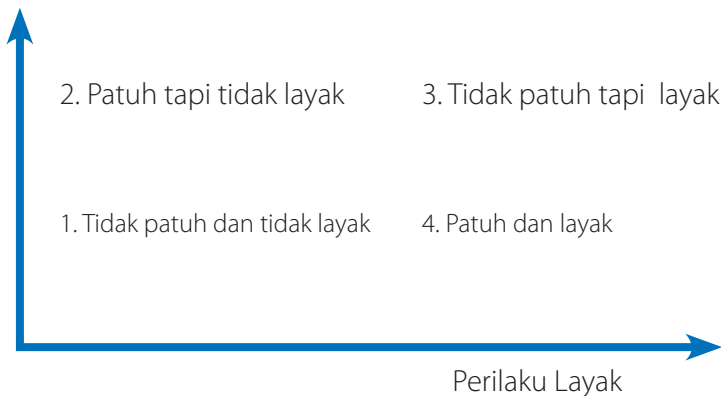 2. Patuh tapi tidak layak
3. Tidak patuh tapi layak
1. Tidak patuh dan tidak layak
4. Patuh dan layak
Perilaku Layak